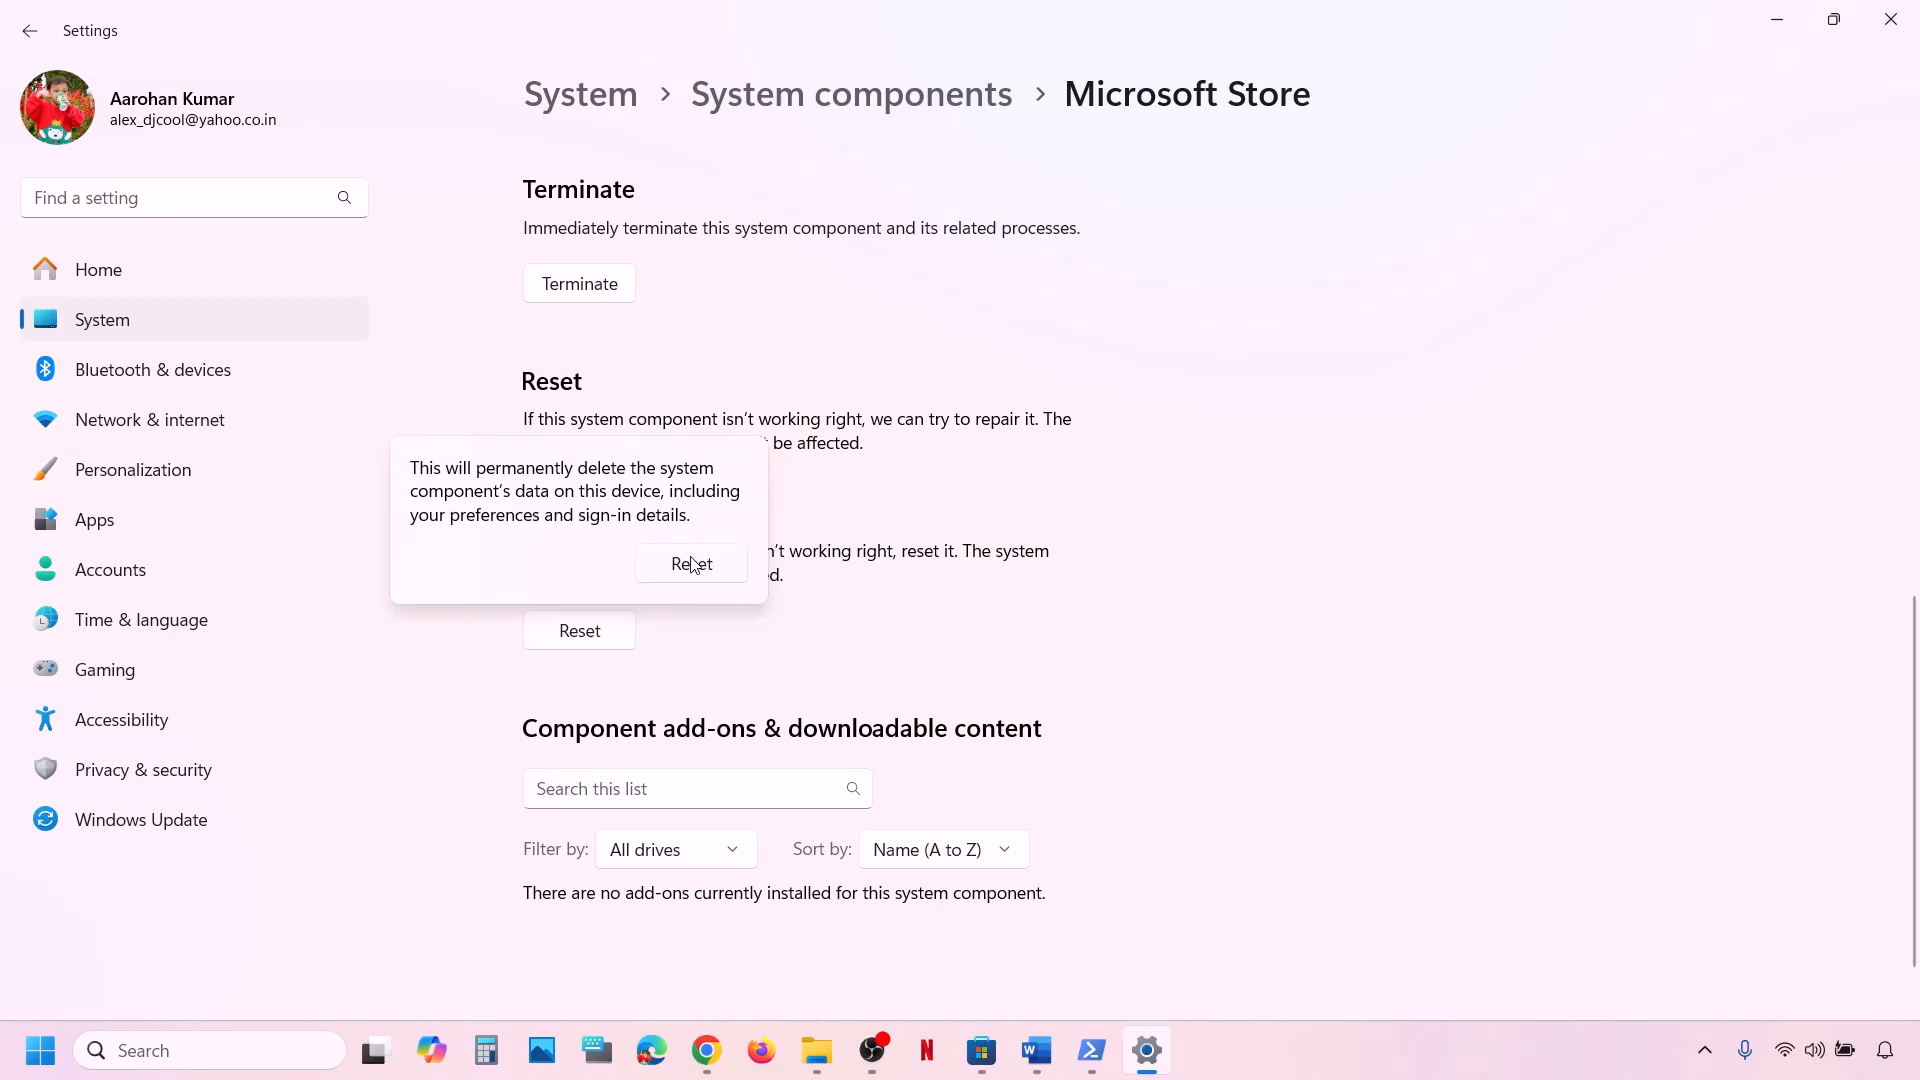 Settings
Aarohan Kumar
alex_djcool@yahoo.co.in
Find a setting
Home
System
Bluetooth & devices
Network & internet
Personalization
Apps
Accounts
Time & language
Gaming
Accessibility
Privacy & security
Windows Update
System > System components > Microsoft Store
Terminate
Immediately terminate this system component and its related processes.
Terminate
Reset
If this system component isn't working right, we can try to repair it. The
be affected.
This will permanently delete the system
component's data on this device, including
your preferences and sign-in details.
Reset
n't working right, reset it. The system
d.
Reset
Component add-ons & downloadable content
Search this list
Filter by: All drives
Sort by: Name (A to Z)
There are no add-ons currently installed for this system component.
Search